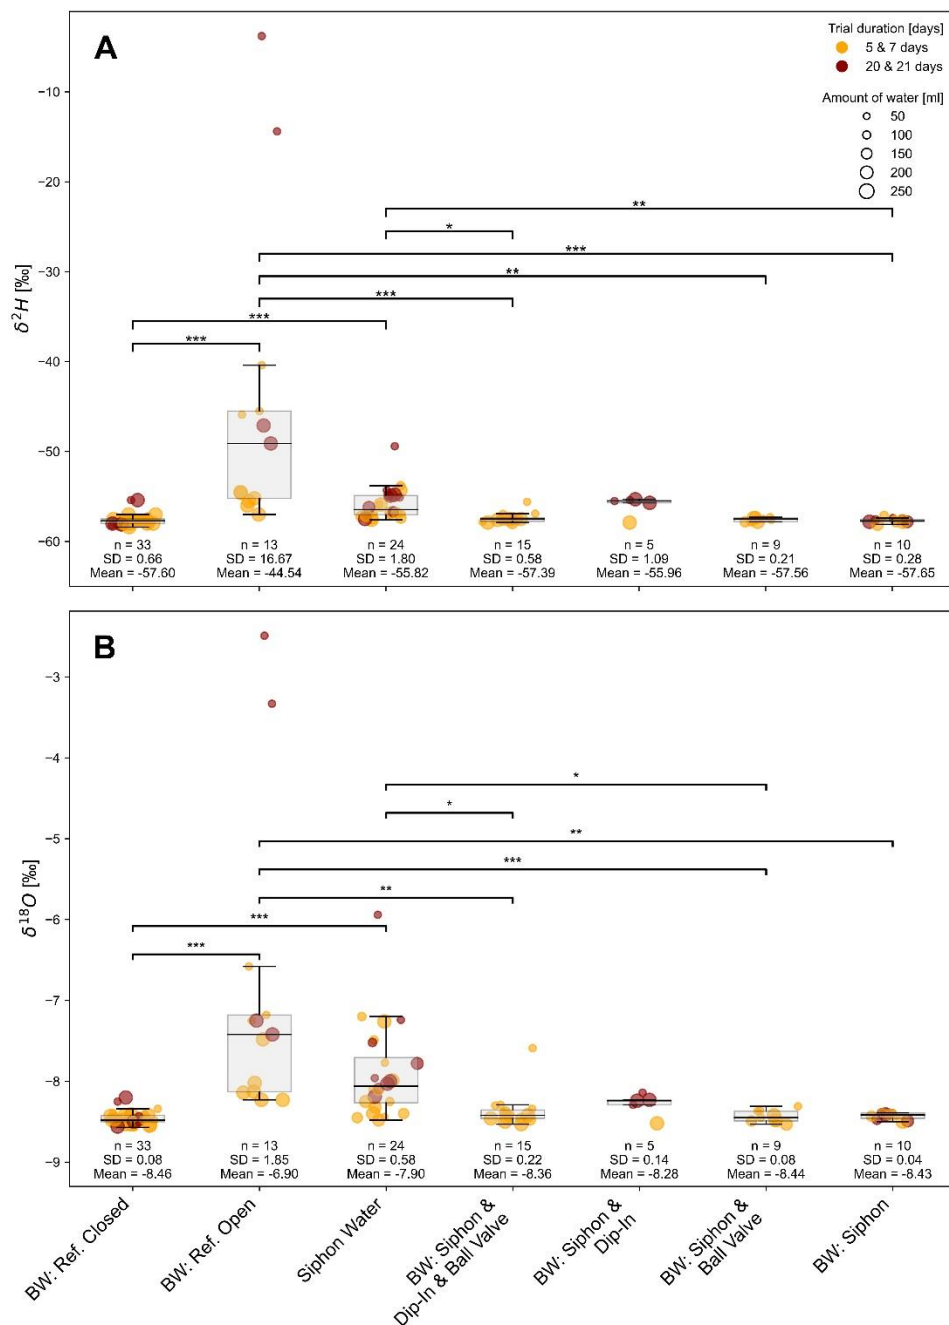 A
Trial duration [days]
5 & 7 days
20 & 21 days
Amount of water [ml]
50
100
150
200
250
−10
−20
−30
−40
−50
−60
δ²H [‰]
**
*
***
**
***
***
***
n = 33
SD = 0.66
Mean = -57.60
n = 13
SD = 16.67
Mean = -44.54
n = 24
SD = 1.80
Mean = -55.82
n = 15
SD = 0.58
Mean = -57.39
n = 5
SD = 1.09
Mean = -55.96
n = 9
SD = 0.21
Mean = -57.56
n = 10
SD = 0.28
Mean = -57.65
B
−3
−4
−5
−6
−7
−8
−9
δ¹⁸O [‰]
*
*
**
***
**
***
***
n = 33
SD = 0.08
Mean = -8.46
n = 13
SD = 1.85
Mean = -6.90
n = 24
SD = 0.58
Mean = -7.90
n = 15
SD = 0.22
Mean = -8.36
n = 5
SD = 0.14
Mean = -8.28
n = 9
SD = 0.08
Mean = -8.44
n = 10
SD = 0.04
Mean = -8.43
BW: Ref. Closed
BW: Ref. Open
Siphon Water
BW: Siphon &
Dip-In & Ball Valve
BW: Siphon &
Dip-In
BW: Siphon &
Ball Valve
BW: Siphon